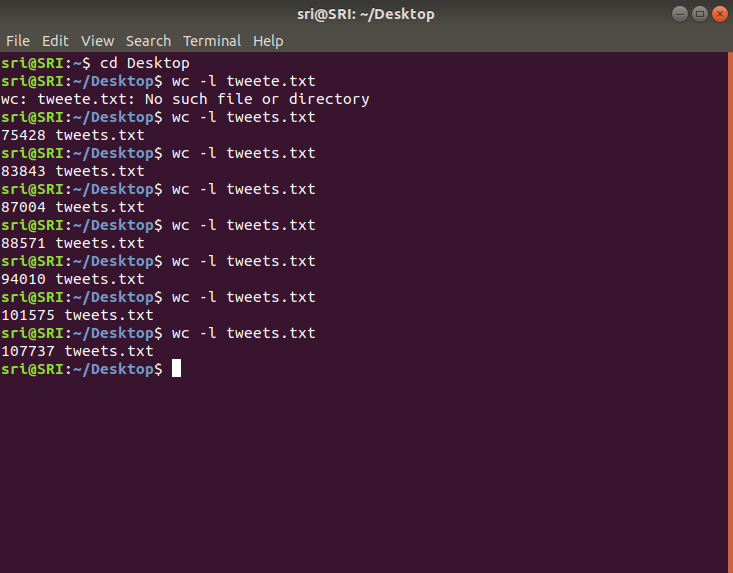 sri@SRI: ~/Desktop
File Edit View Search Terminal Help
sri@SRI:~$ cd Desktop
sri@SRI:~/Desktop$ wc -l tweete.txt
wc: tweete.txt: No such file or directory
sri@SRI:~/Desktop$ wc -l tweets.txt
75428 tweets.txt
sri@SRI:~/Desktop$ wc -l tweets.txt
83843 tweets.txt
sri@SRI:~/Desktop$ wc -l tweets.txt
87004 tweets.txt
sri@SRI:~/Desktop$ wc -l tweets.txt
88571 tweets.txt
sri@SRI:~/Desktop$ wc -l tweets.txt
94010 tweets.txt
sri@SRI:~/Desktop$ wc -l tweets.txt
101575 tweets.txt
sri@SRI:~/Desktop$ wc -l tweets.txt
107737 tweets.txt
sri@SRI:~/Desktop$